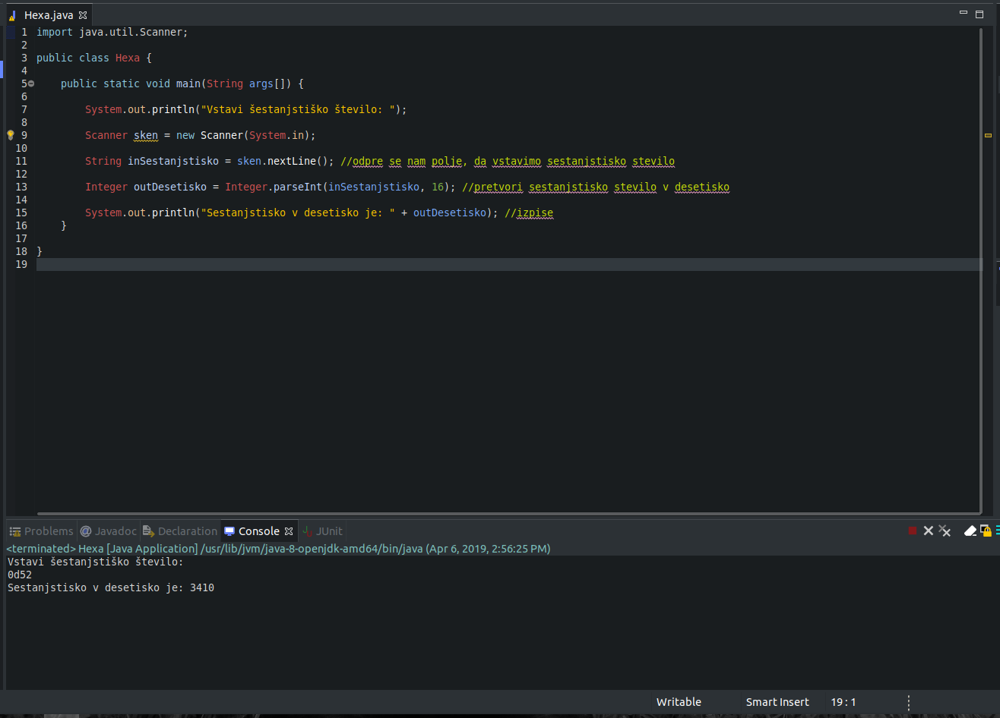 Hexa.java
1 import java.util.Scanner;
2
3 public class Hexa {
4
5 public static void main(String args[]) {
6
7 System.out.println("Vstavi šestanjstiško število: ");
8
9 Scanner sken = new Scanner(System.in);
10
11 String inSestanjstisko = sken.nextLine(); //odpre se nam polje, da vstavimo sestanjstisko stevilo
12
13 Integer outDesetisko = Integer.parseInt(inSestanjstisko, 16); //pretvori sestanjstisko stevilo v desetisko
14
15 System.out.println("Sestanjstisko v desetisko je: " + outDesetisko); //izpise
16 }
17
18 }
19
Problems @ Javadoc Declaration Console JUnit
<terminated> Hexa [Java Application] /usr/lib/jvm/java-8-openjdk-amd64/bin/java (Apr 6, 2019, 2:56:25 PM)
Vstavi šestanjstiško število:
0d52
Sestanjstisko v desetisko je: 3410
Writable Smart Insert 19 : 1